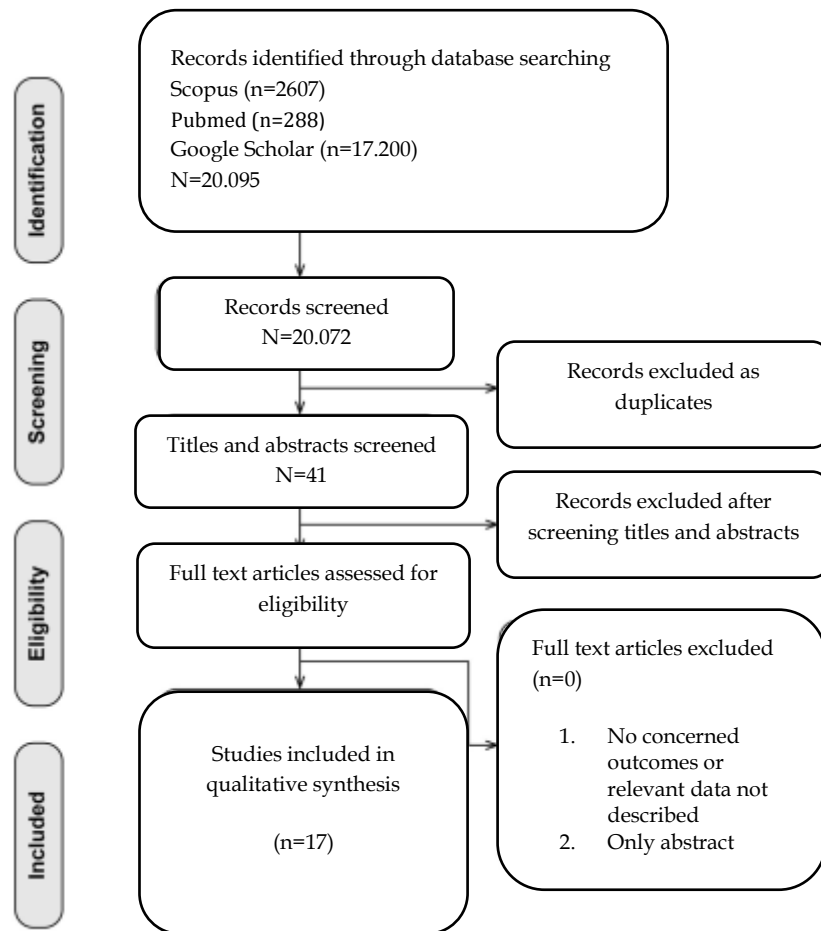 Identification
Records identified through database searching
Scopus (n=2607)
Pubmed (n=288)
Google Scholar (n=17.200)
N=20.095
Screening
Records screened
N=20.072
Records excluded as
duplicates
Titles and abstracts screened
N=41
Records excluded after
screening titles and abstracts
Eligibility
Full text articles assessed for
eligibility
Full text articles excluded
(n=0)
1. No concerned
outcomes or
relevant data not
described
2. Only abstract
Included
Studies included in
qualitative synthesis
(n=17)